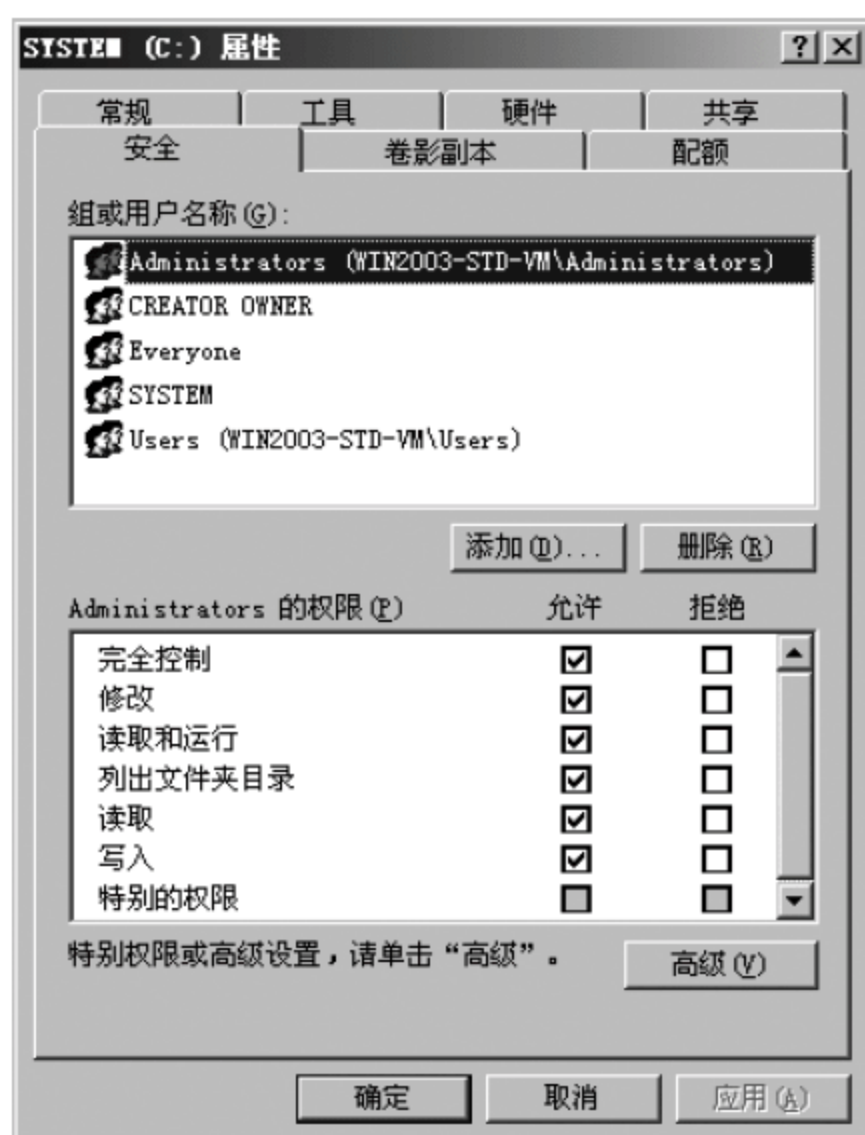 SYSTEM (C:) 属性
常规 工具 硬件 共享
安全 卷影副本 配额
组或用户名称(G):
Administrators (WIN2003-STD-VM\Administrators)
CREATOR OWNER
Everyone
SYSTEM
Users (WIN2003-STD-VM\Users)
添加(D)... 删除(R)
Administrators 的权限(P) 允许 拒绝
完全控制
修改
读取和运行
列出文件夹目录
读取
写入
特别的权限
特别权限或高级设置，请单击“高级”。 高级(V)
确定 取消 应用(A)